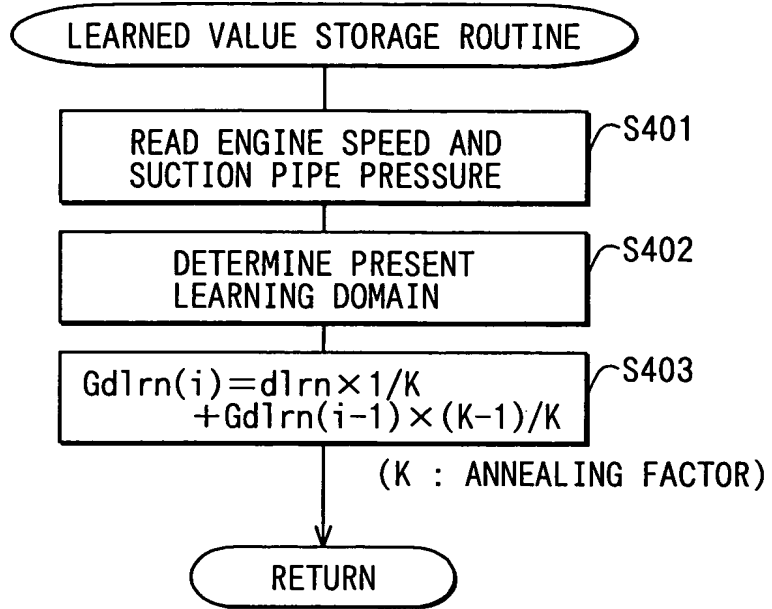 LEARNED VALUE STORAGE ROUTINE
READ ENGINE SPEED AND
SUCTION PIPE PRESSURE
S401
DETERMINE PRESENT
LEARNING DOMAIN
S402
Gdlrn(i)=dlrn×1/K
+Gdlrn(i-1)×(K-1)/K
S403
(K : ANNEALING FACTOR)
RETURN